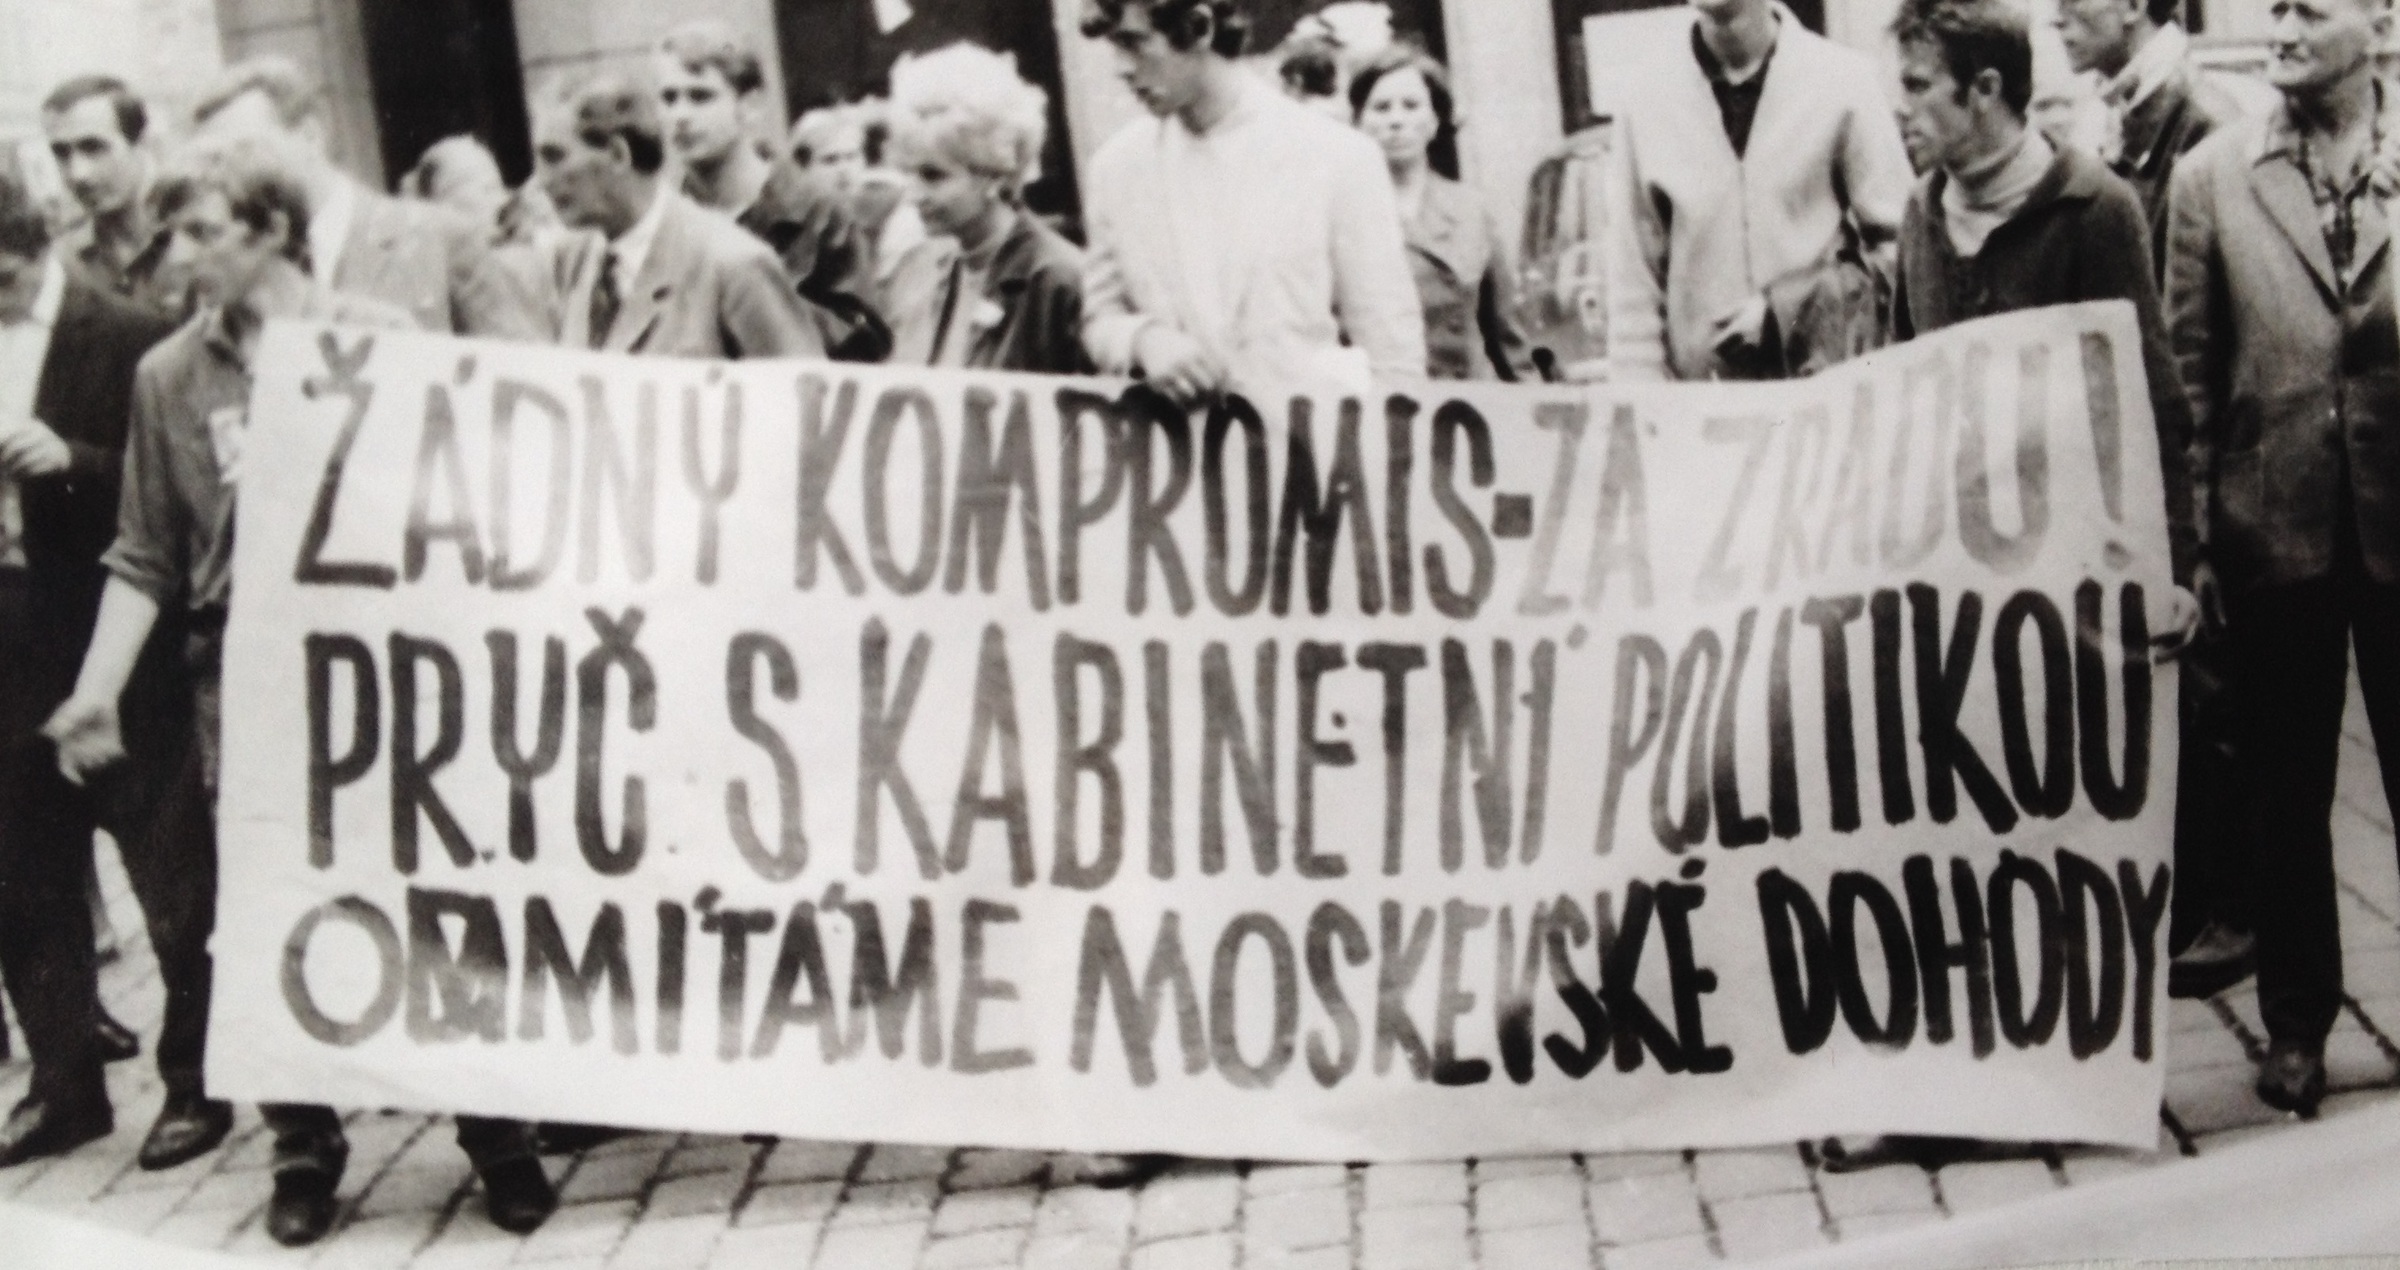 ŽÁDNÝ KOMPROMIS-ZA ZRADU!
PRYČ S KABINETNÍ POLITIKOU
ODMÍTÁME MOSKEVSKÉ DOHODY